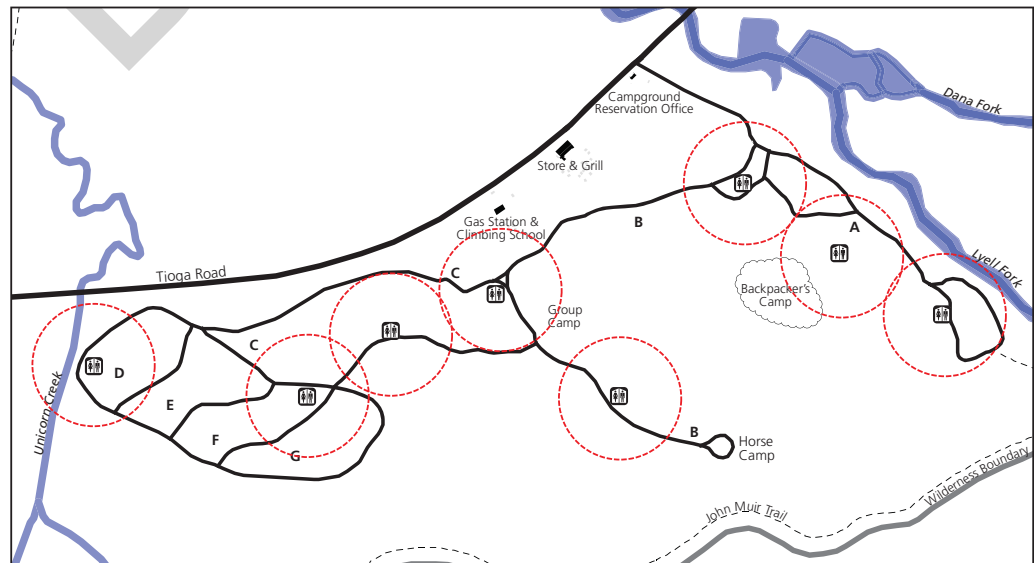 Campground
Reservation Office
Dana Fork
Store & Grill
Gas Station &
Climbing School
B
A
Lyell Fork
Tioga Road
C
Backpacker's
Camp
Group
Camp
C
D
E
Unicorn Creek
F
G
B
Horse
Camp
Wilderness Boundary
John Muir Trail